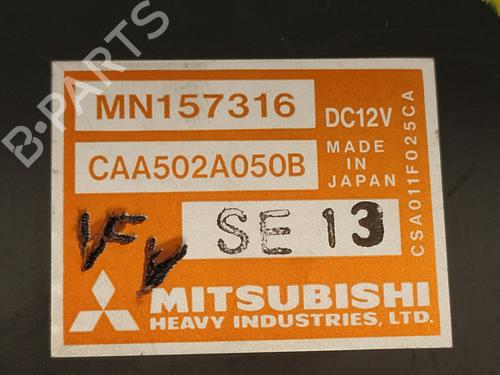 B-PARTS
MN157316
DC12V
CAA502A050B
MADE
IN
JAPAN
SE 13
CSA011F025CA
MITSUBISHI
HEAVY INDUSTRIES, LTD.